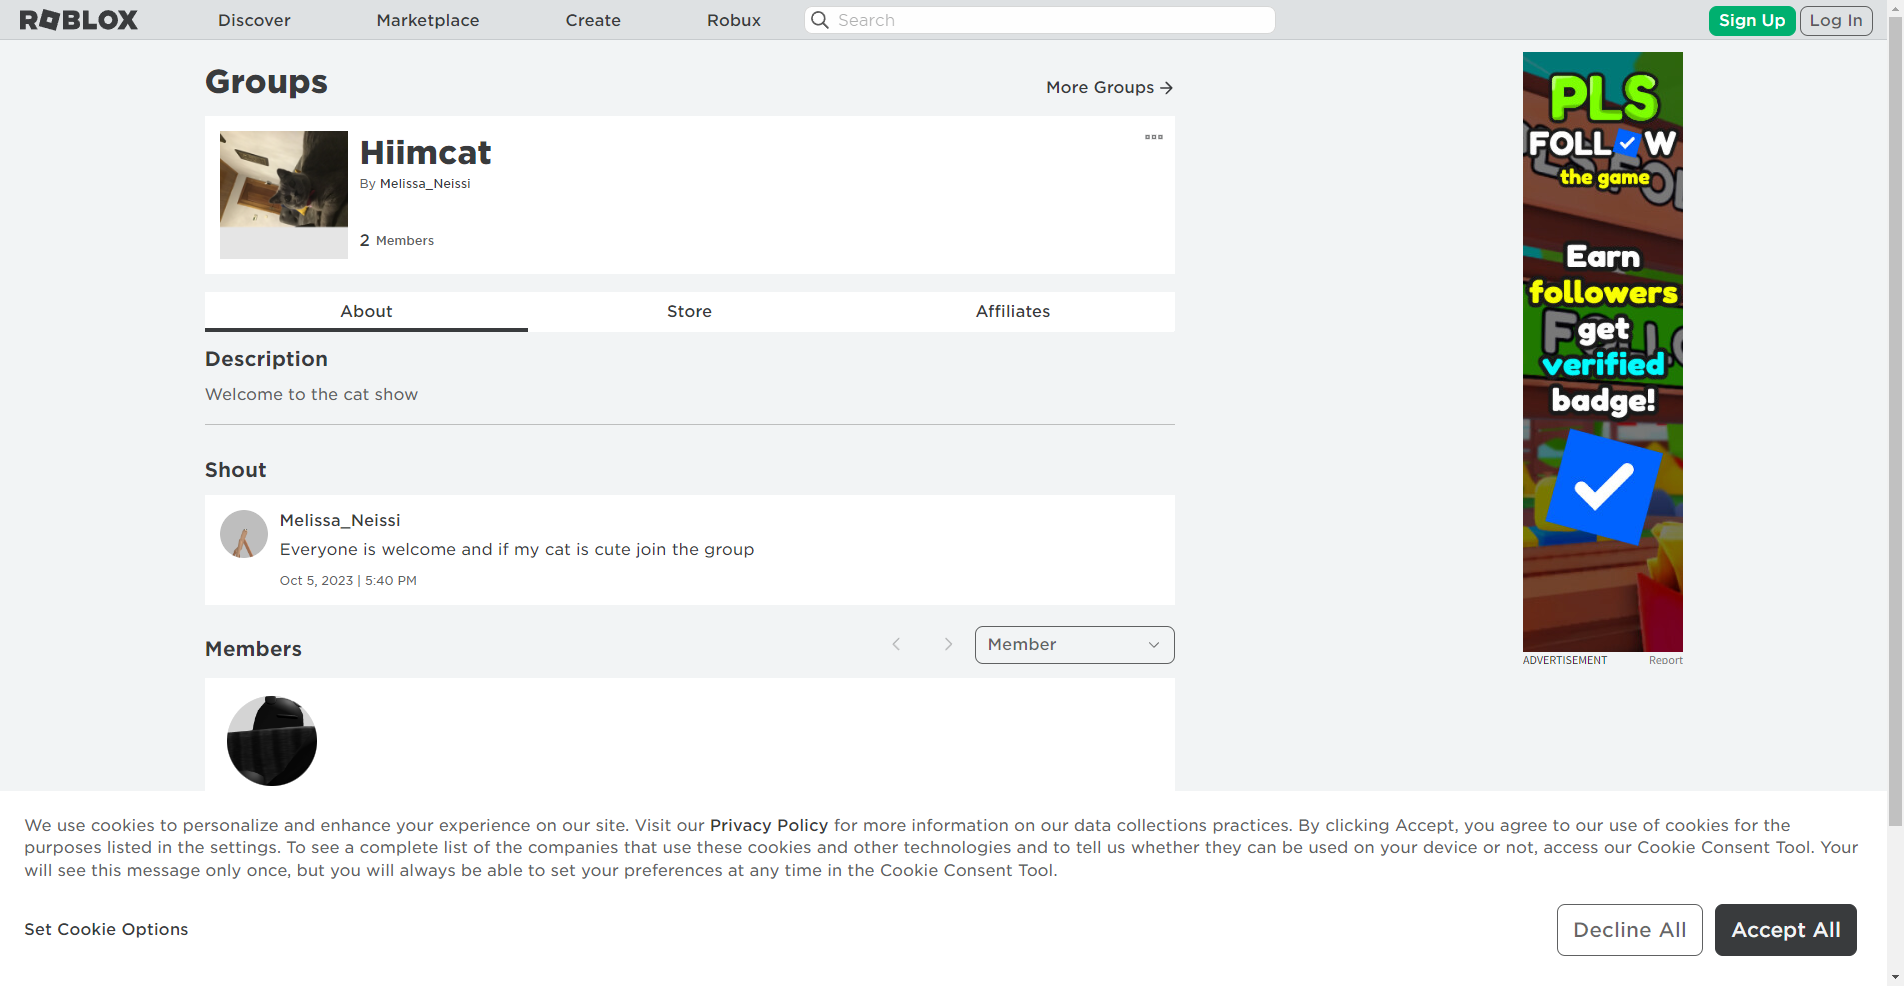 ROBLOX
Discover
Marketplace
Create
Robux
Search
Sign Up
Log In
Groups
More Groups
Hiimcat
By Melissa_Neissi
2 Members
About
Store
Affiliates
Description
Welcome to the cat show
Shout
Melissa_Neissi
Everyone is welcome and if my cat is cute join the group
Oct 5, 2023 | 5:40 PM
Members
Member
PLS
FOLLOW
the game
Earn
followers
get
verified
badge!
ADVERTISEMENT
Report
We use cookies to personalize and enhance your experience on our site. Visit our Privacy Policy for more information on our data collections practices. By clicking Accept, you agree to our use of cookies for the
purposes listed in the settings. To see a complete list of the companies that use these cookies and other technologies and to tell us whether they can be used on your device or not, access our Cookie Consent Tool. Your
will see this message only once, but you will always be able to set your preferences at any time in the Cookie Consent Tool.
Set Cookie Options
Decline All
Accept All